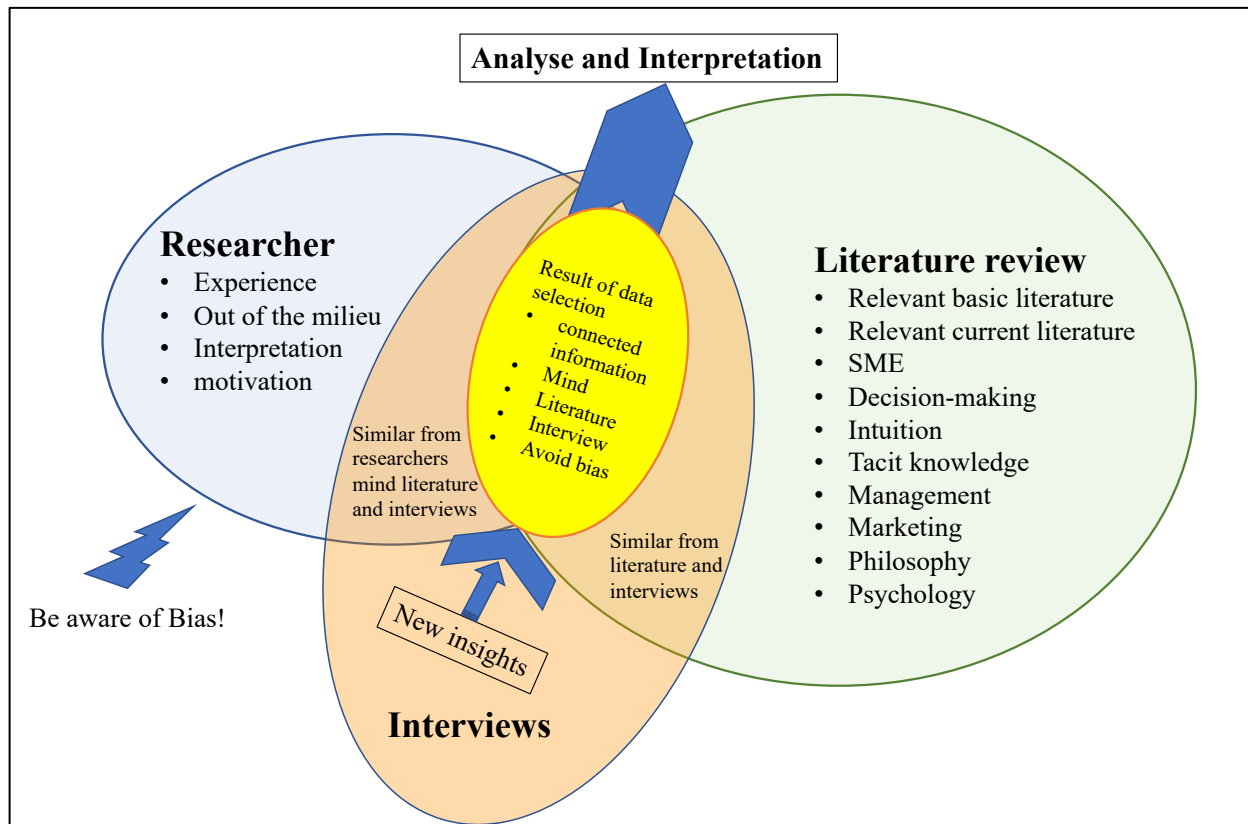 Analyse and Interpretation
Researcher
• Experience
• Out of the milieu
• Interpretation
• motivation
Result of data
selection
• connected
information
• Mind
• Literature
• Interview
• Avoid bias
Literature review
• Relevant basic literature
• Relevant current literature
• SME
• Decision-making
• Intuition
• Tacit knowledge
• Management
• Marketing
• Philosophy
• Psychology
Similar from
researchers
mind literature
and interviews
Similar from
literature and
interviews
Be aware of Bias!
New insights
Interviews